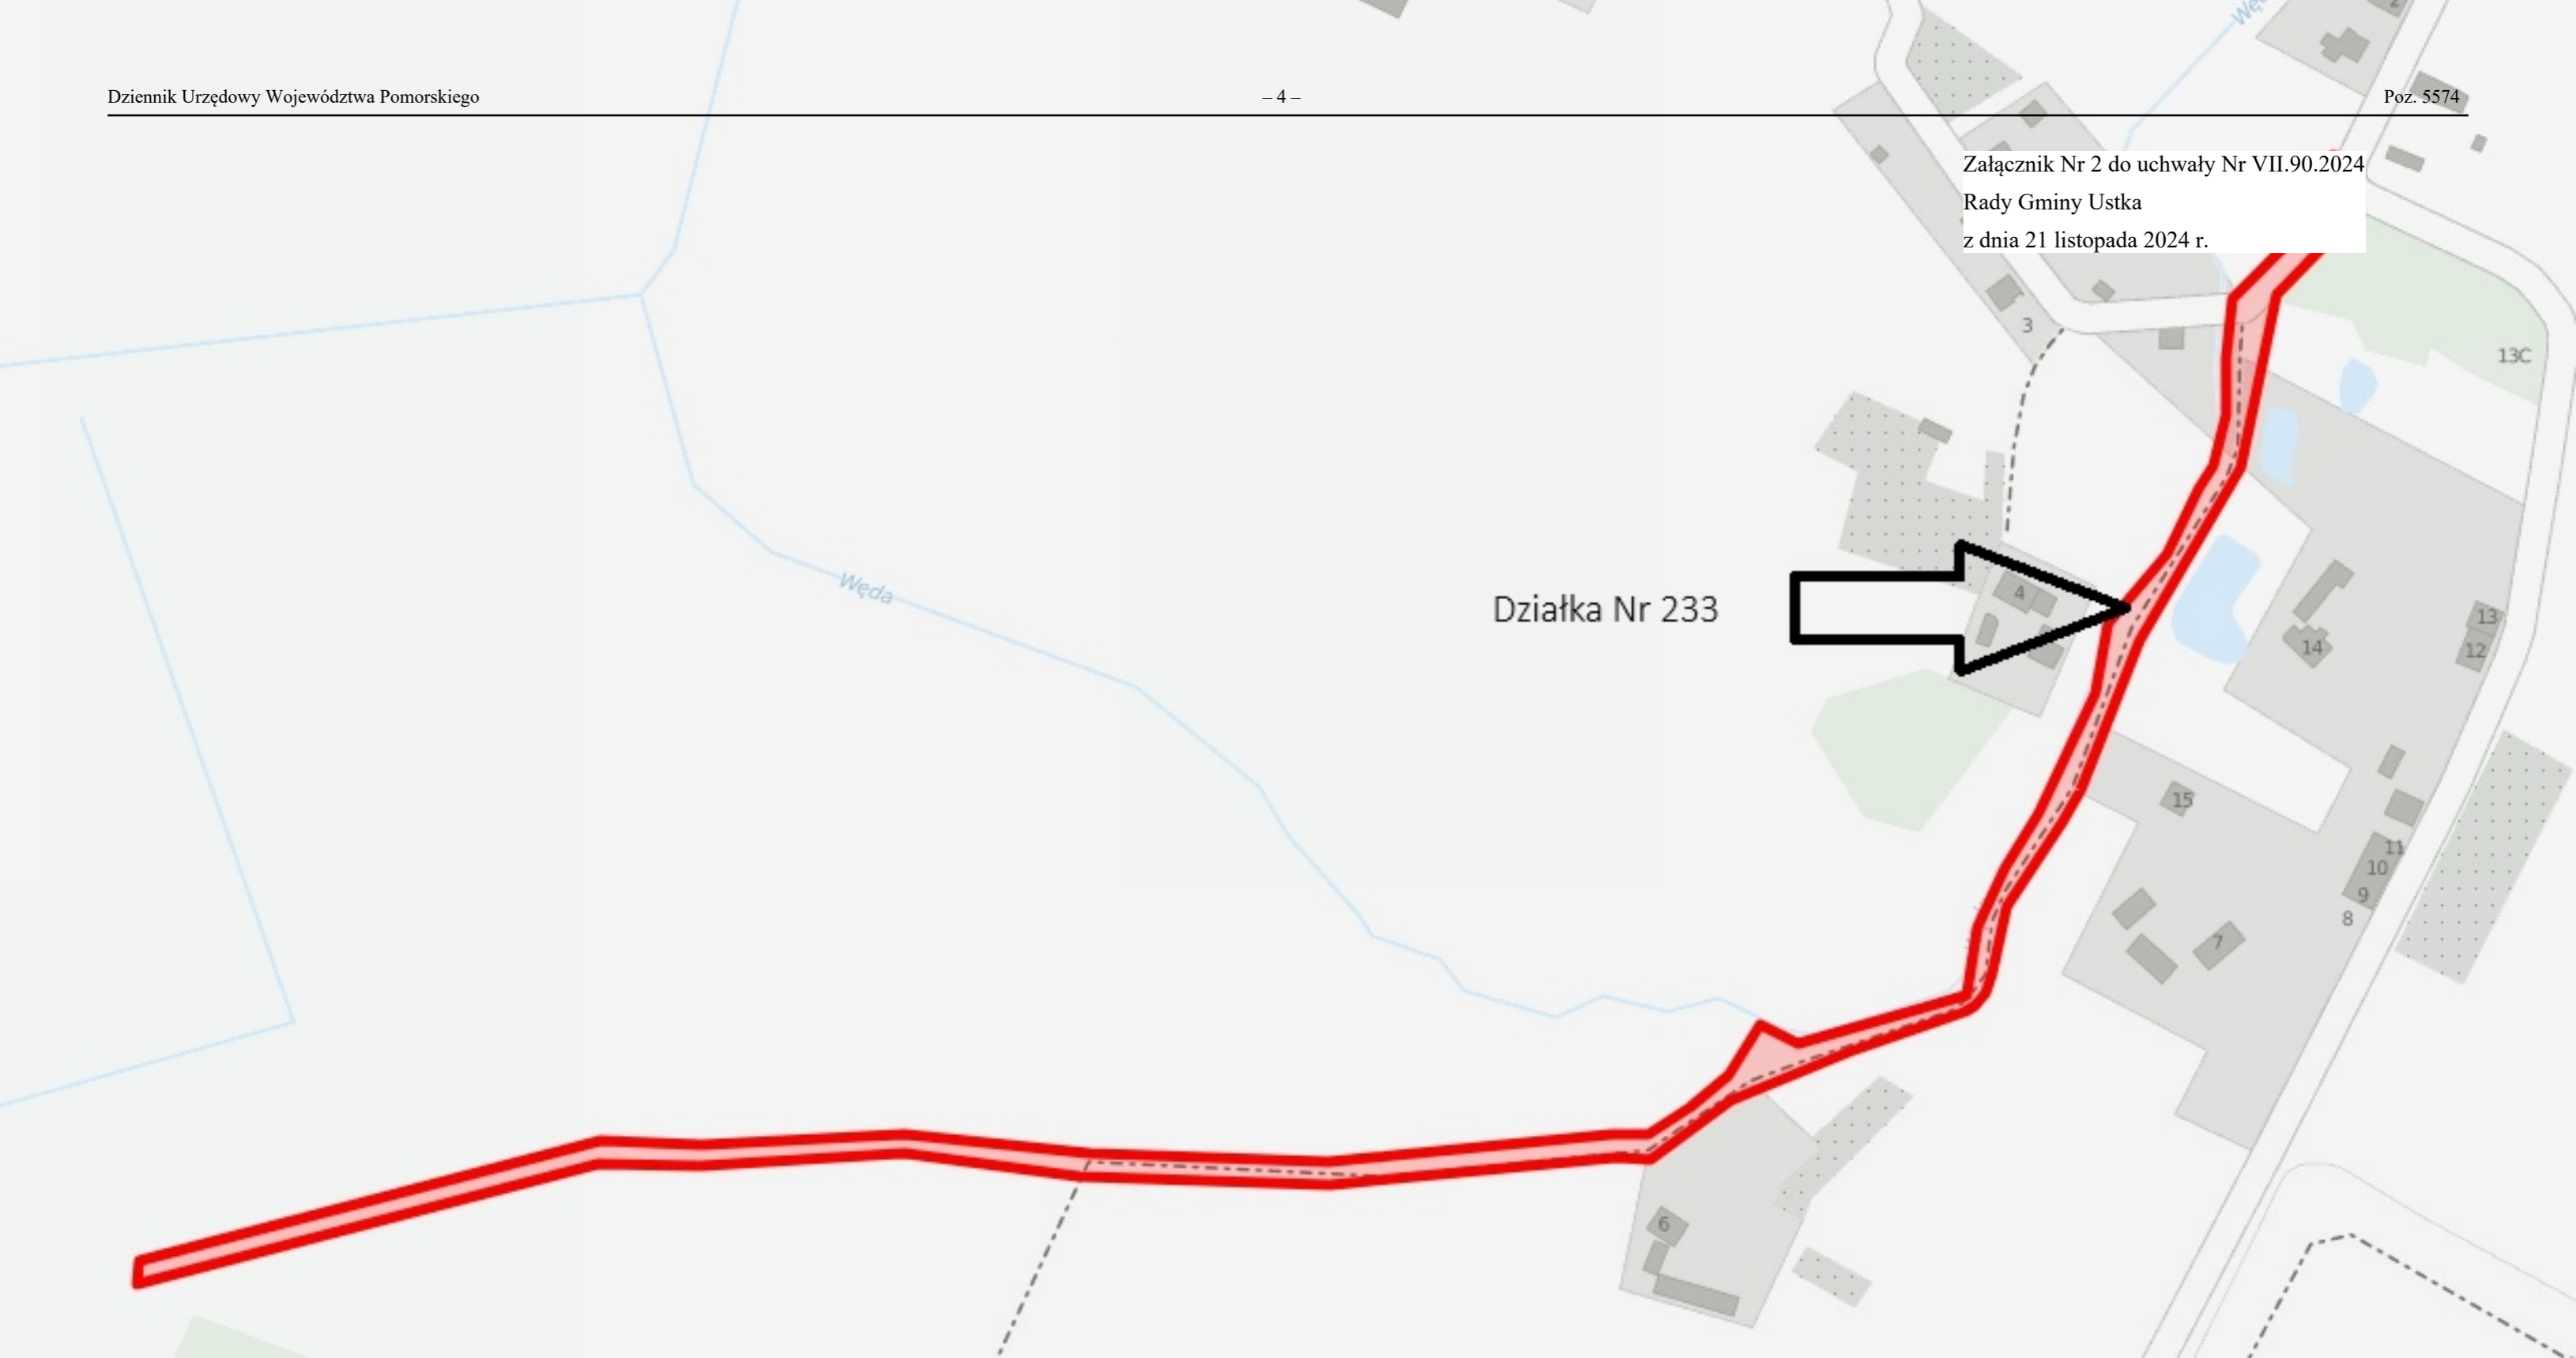 Węd
2
Dziennik Urzędowy Województwa Pomorskiego
– 4 –
Poz. 5574
Załącznik Nr 2 do uchwały Nr VII.90.2024
Rady Gminy Ustka
z dnia 21 listopada 2024 r.
3
13C
Węda
Działka Nr 233
4
13
14
12
15
11
10
9
8
7
6